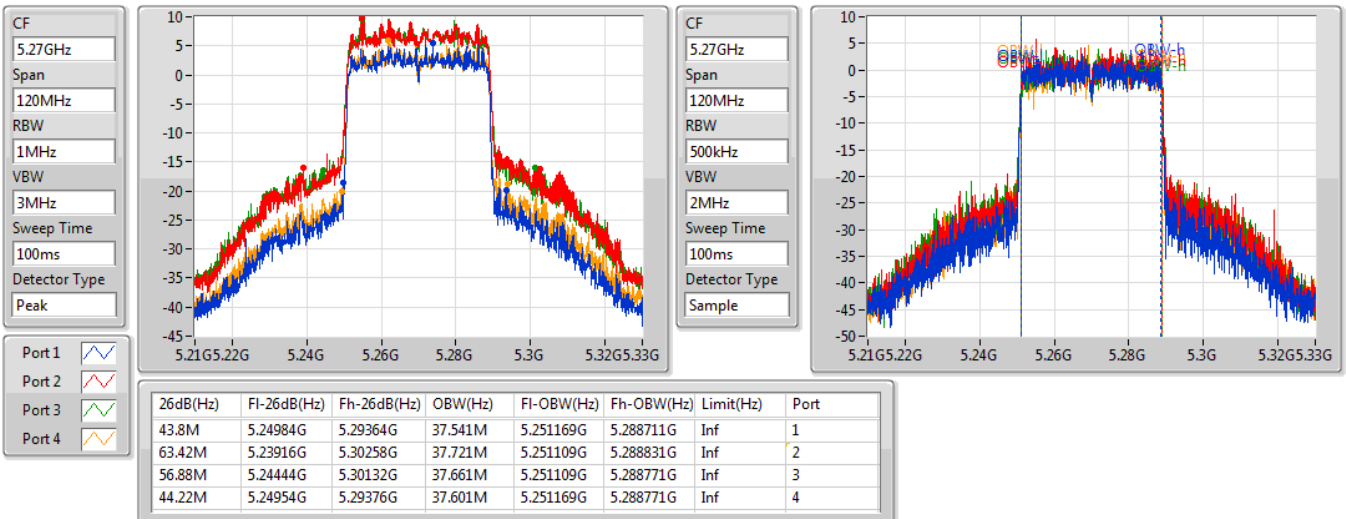 CF
5.27GHz
Span
120MHz
RBW
1MHz
VBW
3MHz
Sweep Time
100ms
Detector Type
Peak
10
5
0
-5
-10
-15
-20
-25
-30
-35
-40
-45
5.21G 5.22G 5.24G 5.26G 5.28G 5.3G 5.32G 5.33G
CF
5.27GHz
Span
120MHz
RBW
500kHz
VBW
2MHz
Sweep Time
100ms
Detector Type
Sample
10
5
0
-5
-10
-15
-20
-25
-30
-35
-40
-45
-50
OBW-h
5.21G 5.22G 5.24G 5.26G 5.28G 5.3G 5.32G 5.33G
Port 1
Port 2
Port 3
Port 4
26dB(Hz) Fl-26dB(Hz) Fh-26dB(Hz) OBW(Hz) Fl-OBW(Hz) Fh-OBW(Hz) Limit(Hz) Port
43.8M 5.24984G 5.29364G 37.541M 5.251169G 5.288711G Inf 1
63.42M 5.23916G 5.30258G 37.721M 5.251109G 5.288831G Inf 2
56.88M 5.24444G 5.30132G 37.661M 5.251109G 5.288771G Inf 3
44.22M 5.24954G 5.29376G 37.601M 5.251169G 5.288771G Inf 4